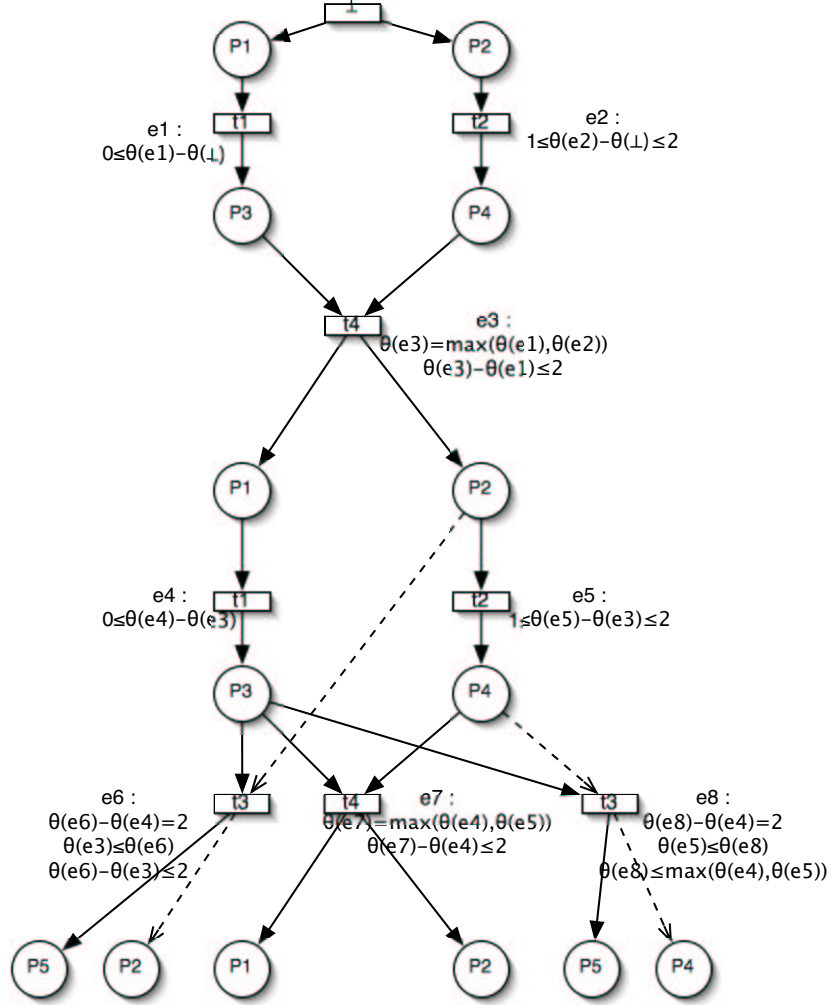 ⊥
P1
P2
t1
t2
e1 :
0≤θ(e1)−θ(⊥)
e2 :
1≤θ(e2)−θ(⊥)≤2
P3
P4
t4
e3 :
θ(e3)=max(θ(e1),θ(e2))
θ(e3)−θ(e1)≤2
P1
P2
e4 :
0≤θ(e4)−θ(e3)
t1
t2
e5 :
1≤θ(e5)−θ(e3)≤2
P3
P4
e6 :
θ(e6)−θ(e4)=2
θ(e3)≤θ(e6)
θ(e6)−θ(e3)≤2
t3
t4
e7 :
θ(e7)=max(θ(e4),θ(e5))
θ(e7)−θ(e4)≤2
t3
e8 :
θ(e8)−θ(e4)=2
θ(e5)≤θ(e8)
θ(e8)≤max(θ(e4),θ(e5))
P5
P2
P1
P2
P5
P4